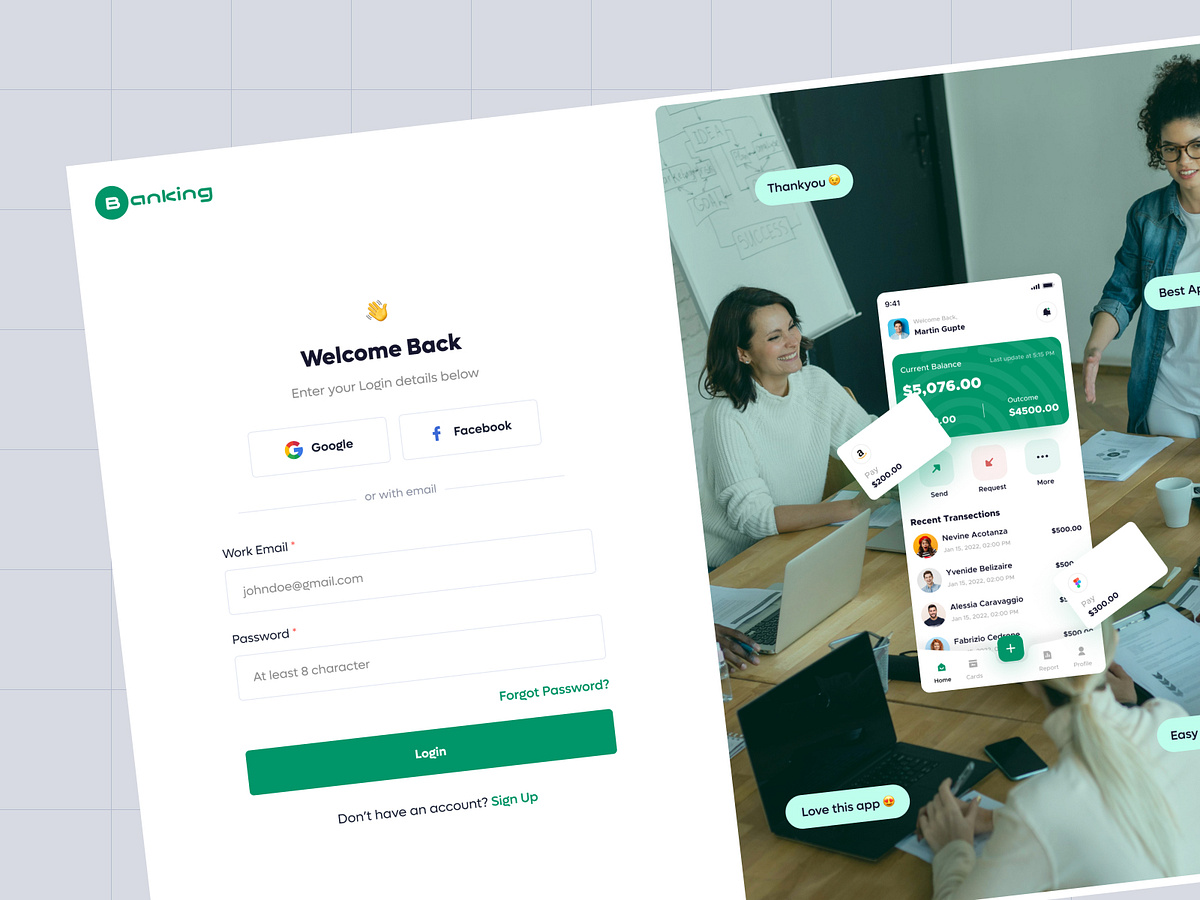 Banking
👋
Welcome Back
Enter your Login details below
Google
Facebook
or with email
Work Email *
johndoe@gmail.com
Password *
At least 8 character
Forgot Password?
Login
Don't have an account? Sign Up
IDEA
GOAL
SUCCESS
Thankyou 😉
Best
9:41
Welcome Back,
Martin Gupte
Current Balance
Last update at 5:15 PM
$5,076.00
Outcome
.00
$4500.00
a
Pay
$200.00
Send
Request
More
Recent Transections
Nevine Acotanza
$500.00
Jan 15, 2022, 02:00 PM
Yvenide Belizaire
$500
Jan 15, 2022, 02:00 PM
Alessia Caravaggio
Jan 15, 2022, 02:00 PM
Fabrizio Cedrone
$500.00
Pay
$300.00
Home
Cards
Report
Profile
Easy
Love this app 😍